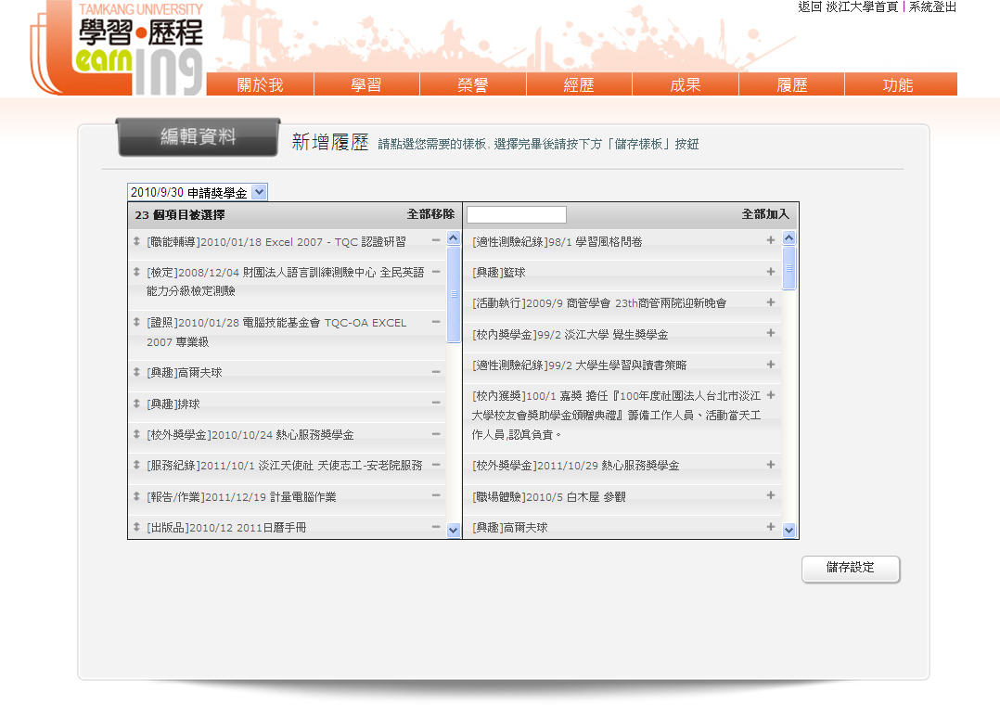 返回 淡江大學首頁 | 系統登出
TAMKANG UNIVERSITY
學習•歷程
earning
關於我 學習 榮譽 經歷 成果 履歷 功能
編輯資料 新增履歷 請點選您需要的樣板, 選擇完畢後請按下方「儲存樣板」按鈕
2010/9/30 申請獎學金
23 個項目被選擇 全部移除
[職能輔導]2010/01/18 Excel 2007 - TQC 認證研習
[檢定]2008/12/04 財團法人語言訓練測驗中心 全民英語
能力分級檢定測驗
[證照]2010/01/28 電腦技能基金會 TQC-OA EXCEL
2007 專業級
[興趣]高爾夫球
[興趣]排球
[校外獎學金]2010/10/24 熱心服務獎學金
[服務紀錄]2011/10/1 淡江天使社 天使志工-安老院服務
[報告/作業]2011/12/19 計量電腦作業
[出版品]2010/12 2011日曆手冊
全部加入
[適性測驗紀錄]98/1 學習風格問卷
[興趣]籃球
[活動執行]2009/9 商管學會 23th商管兩院迎新晚會
[校內獎學金]99/2 淡江大學 覺生獎學金
[適性測驗紀錄]99/2 大學生學習與讀書策略
[校內獲獎]100/1 嘉獎 擔任『100年度社團法人台北市淡江
大學校友會獎助學金頒贈典禮』籌備工作人員、活動當天工
作人員,認真負責。
[校外獎學金]2011/10/29 熱心服務獎學金
[職場體驗]2010/5 白木屋 參觀
[興趣]高爾夫球
儲存設定